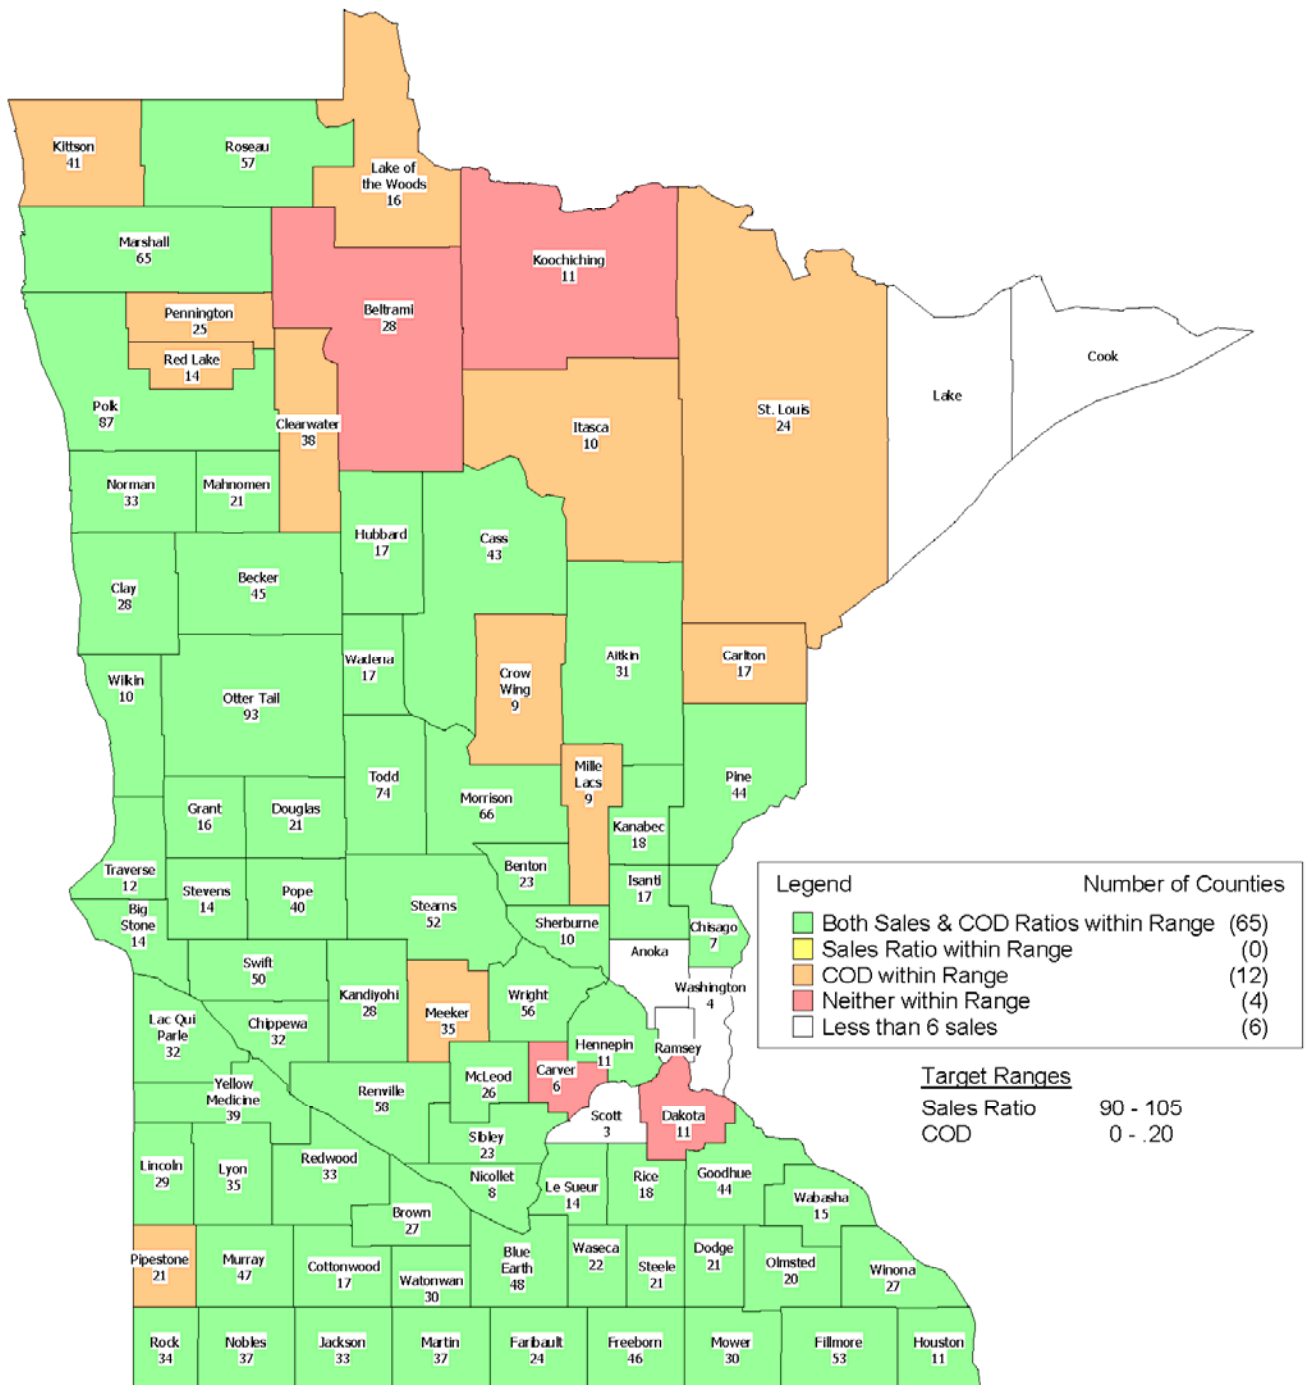 Kittson
41
Roseau
57
Lake of
the Woods
16
Marshall
65
Koochiching
11
Pennington
25
Beltrami
28
Red Lake
14
Cook
Lake
Polk
87
Clearwater
38
St. Louis
24
Itasca
10
Norman
33
Mahnomen
21
Hubbard
17
Cass
43
Clay
28
Becker
45
Wadena
17
Aitkin
31
Carlton
17
Wilkin
10
Otter Tail
93
Crow
Wing
9
Todd
74
Mille
Lacs
9
Pine
44
Morrison
66
Grant
16
Douglas
21
Kanabec
18
Traverse
12
Benton
23
Stevens
14
Pope
40
Isanti
17
Stearns
52
Big
Stone
14
Sherburne
10
Chisago
7
Anoka
Swift
50
Washington
4
Kandiyohi
28
Wright
56
Lac Qui
Parle
32
Chippewa
32
Meeker
35
Hennepin
11
Ramsey
Yellow
Medicine
39
Renville
58
McLeod
26
Carver
6
Scott
3
Dakota
11
Sibley
23
Lincoln
29
Lyon
35
Redwood
33
Nicollet
8
Le Sueur
14
Rice
18
Goodhue
44
Wabasha
15
Brown
27
Pipestone
21
Murray
47
Cottonwood
17
Watonwan
30
Blue
Earth
48
Waseca
22
Steele
21
Dodge
21
Olmsted
20
Winona
27
Rock
34
Nobles
37
Jackson
33
Martin
37
Faribault
24
Freeborn
46
Mower
30
Fillmore
53
Houston
11
Legend Number of Counties
Both Sales & COD Ratios within Range (65)
Sales Ratio within Range (0)
COD within Range (12)
Neither within Range (4)
Less than 6 sales (6)
Target Ranges
Sales Ratio 90 - 105
COD 0 - .20